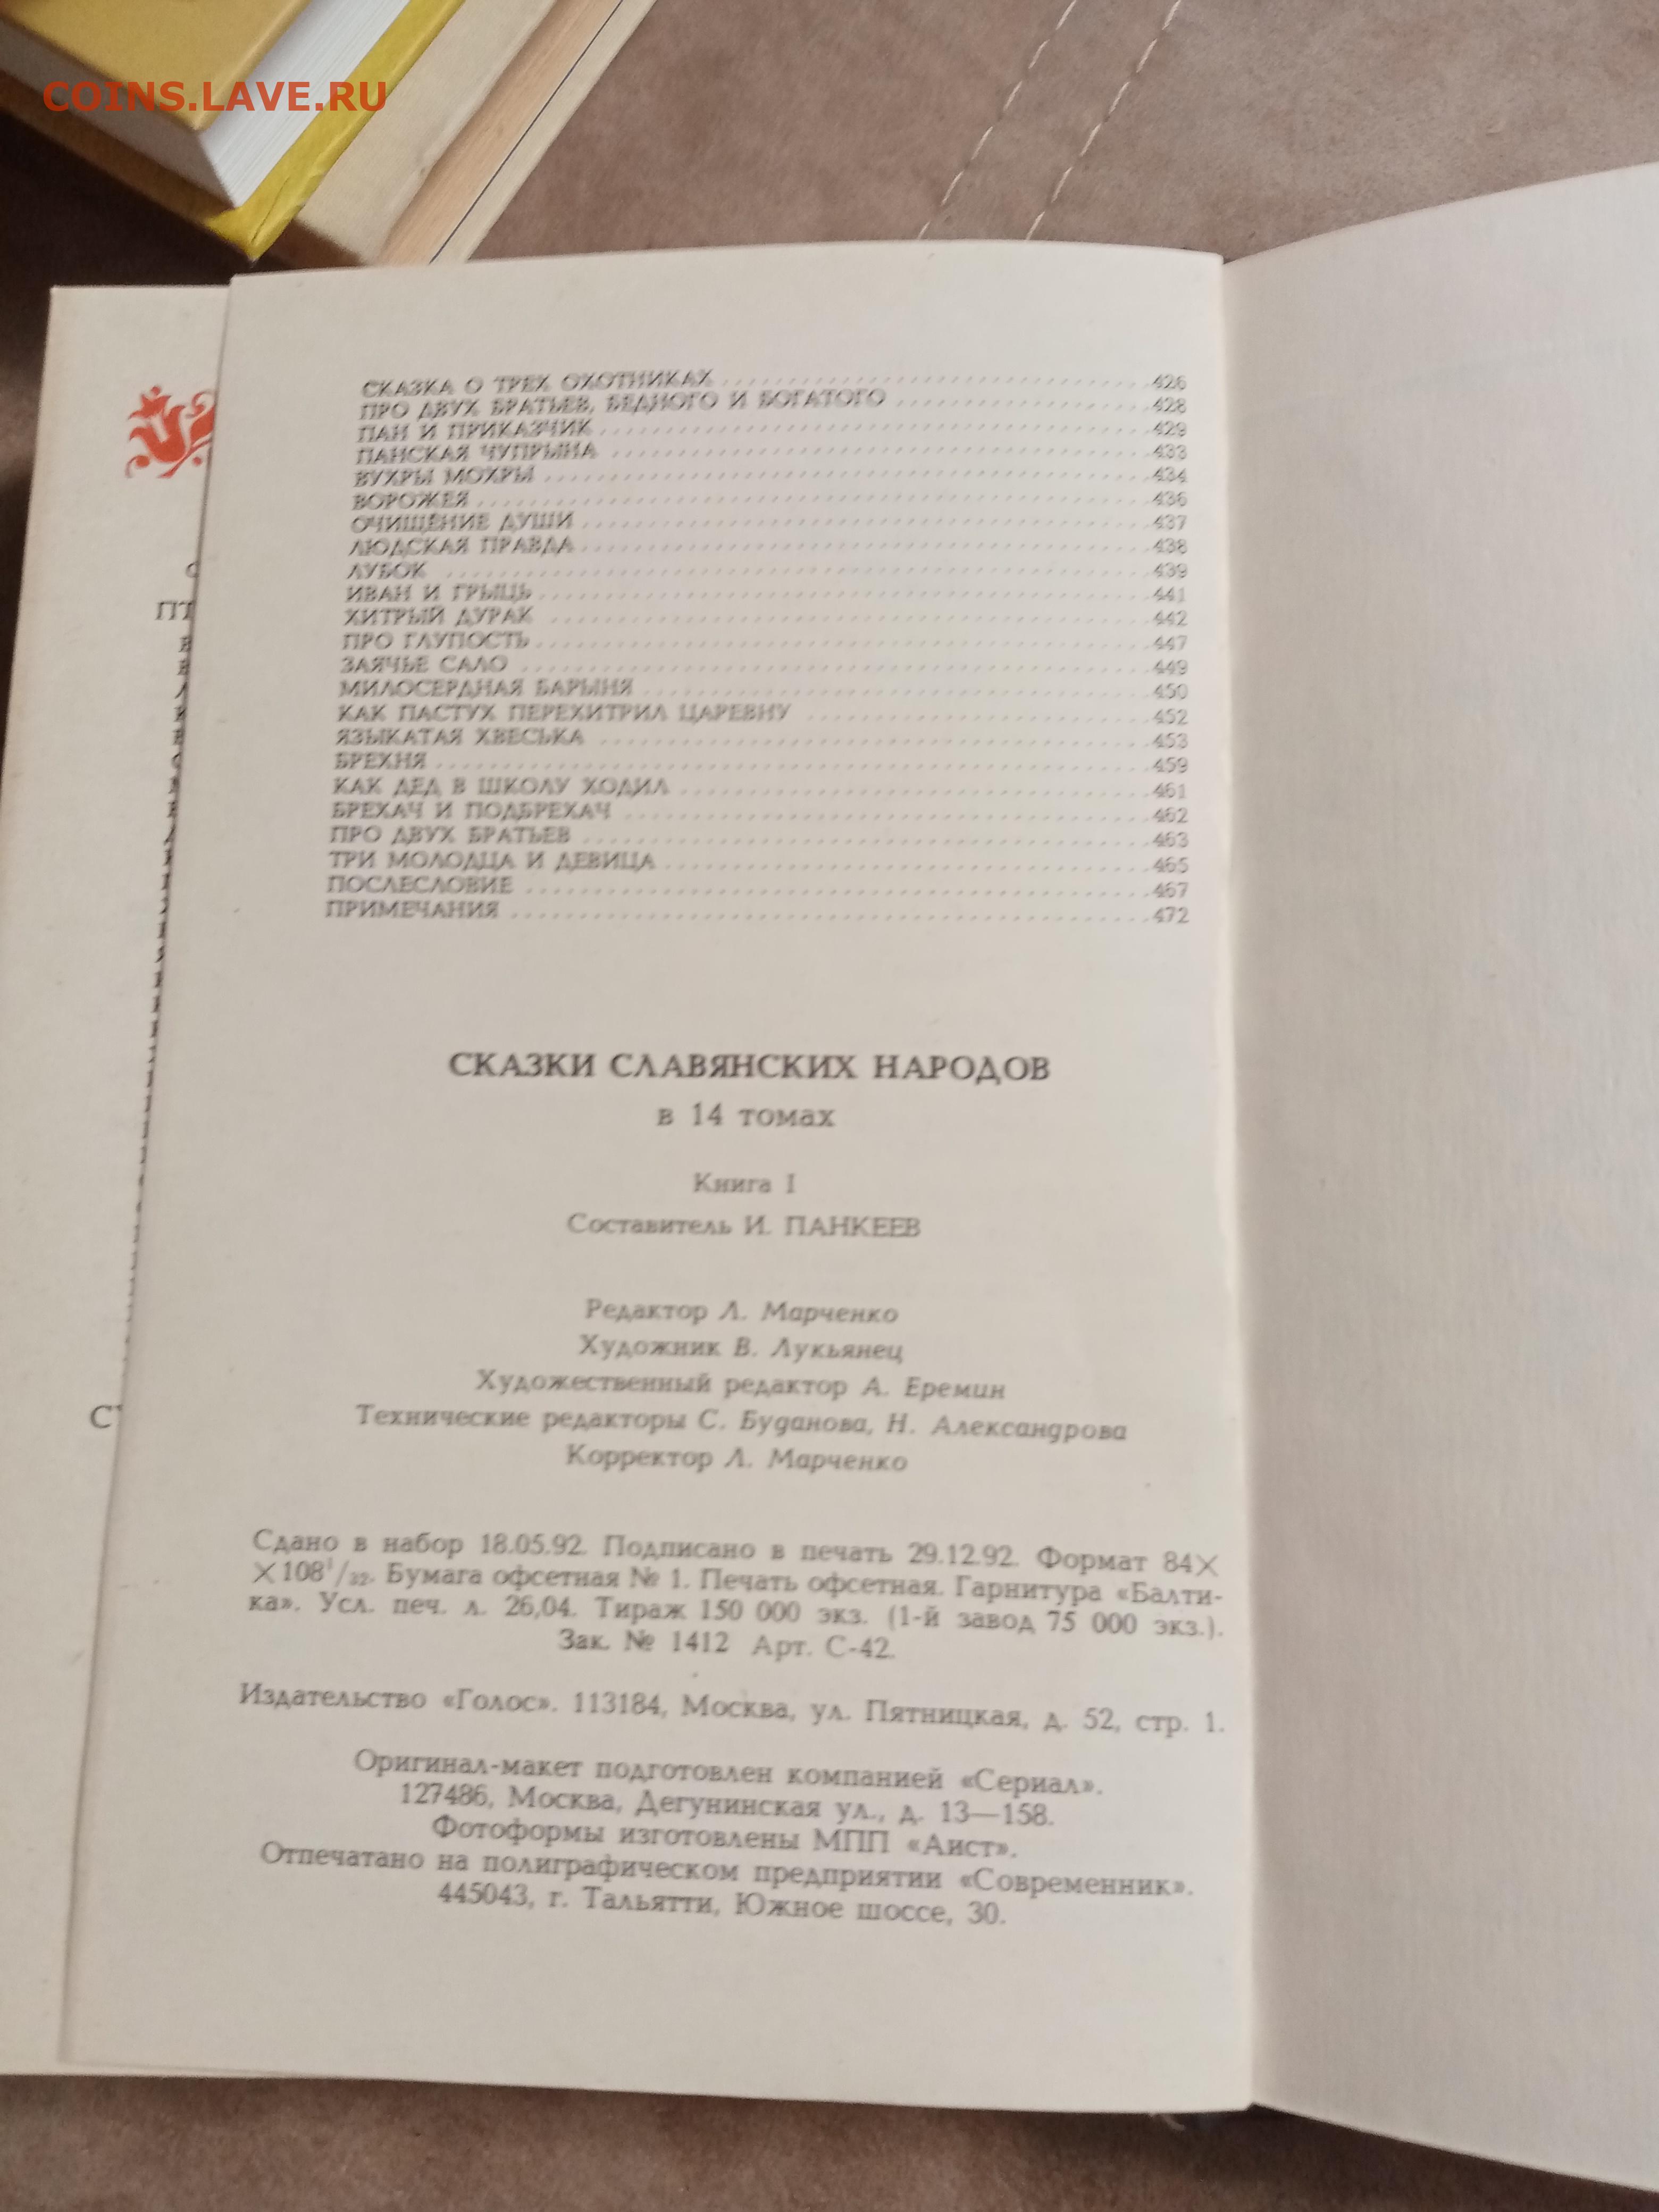 COINS.LAVE.RU
СКАЗКА О ТРЕХ ОХОТНИКАХ ........ 426
ПРО ДВУХ БРАТЬЕВ, БЕДНОГО И БОГАТОГО ........ 428
ПАН И ПРИКАЗЧИК ........ 429
ПАНСКАЯ ЧУПРЫНА ........ 433
ВУХРЫ МОХРЫ ........ 434
ВОРОЖЕЯ ........ 436
ОЧИЩЕНИЕ ДУШИ ........ 437
ЛЮДСКАЯ ПРАВДА ........ 438
ЛУБОК ........ 439
ИВАН И ГРЫЦЬ ........ 441
ХИТРЫЙ ДУРАК ........ 442
ПРО ГЛУПОСТЬ ........ 447
ЗАЯЧЬЕ САЛО ........ 449
МИЛОСЕРДНАЯ БАРЫНЯ ........ 450
КАК ПАСТУХ ПЕРЕХИТРИЛ ЦАРЕВНУ ........ 452
ЯЗЫКАТАЯ ХВЕСЬКА ........ 453
БРЕХНЯ ........ 459
КАК ДЕД В ШКОЛУ ХОДИЛ ........ 461
БРЕХАЧ И ПОДБРЕХАЧ ........ 462
ПРО ДВУХ БРАТЬЕВ ........ 463
ТРИ МОЛОДЦА И ДЕВИЦА ........ 465
ПОСЛЕСЛОВИЕ ........ 467
ПРИМЕЧАНИЯ ........ 472
СКАЗКИ СЛАВЯНСКИХ НАРОДОВ
в 14 томах
Книга I
Составитель И. ПАНКЕЕВ
Редактор Л. Марченко
Художник В. Лукьянец
Художественный редактор А. Еремин
Технические редакторы С. Буданова, Н. Александрова
Корректор Л. Марченко
Сдано в набор 18.05.92. Подписано в печать 29.12.92. Формат 84×
×108¹/₃₂. Бумага офсетная № 1. Печать офсетная. Гарнитура «Балти-
ка». Усл. печ. л. 26,04. Тираж 150 000 экз. (1-й завод 75 000 экз.).
Зак. № 1412 Арт. С-42.
Издательство «Голос». 113184, Москва, ул. Пятницкая, д. 52, стр. 1.
Оригинал-макет подготовлен компанией «Сериал».
127486, Москва, Дегунинская ул., д. 13—158.
Фотоформы изготовлены МПП «Аист».
Отпечатано на полиграфическом предприятии «Современник».
445043, г. Тальятти, Южное шоссе, 30.